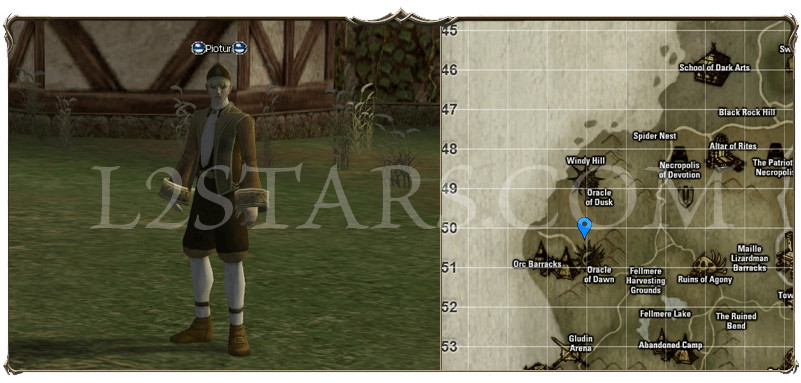 Piotur
L2STARS.COM
45
46
47
48
49
50
51
52
53
School of Dark Arts
Black Rock Hill
Spider Nest
Altar of Rites
Windy Hill
Necropolis
of Devotion
The Patriot
Necropolis
Oracle
of Dusk
Maille
Lizardman
Barracks
Orc Barracks
Oracle
of Dawn
Fellmere
Harvesting
Grounds
Ruins of Agony
Fellmere Lake
The Ruined
Bend
Gludin
Arena
Abandoned Camp